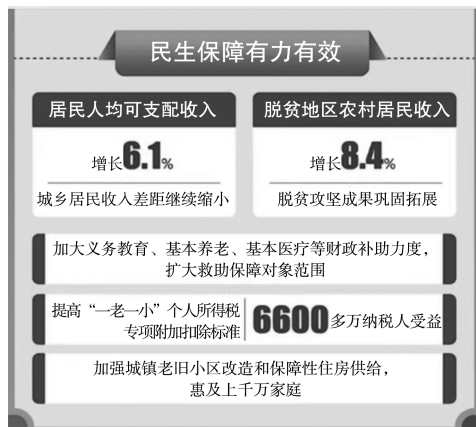 民生保障有力有效
居民人均可支配收入
增长6.1%
城乡居民收入差距继续缩小
脱贫地区农村居民收入
增长8.4%
脱贫攻坚成果巩固拓展
加大义务教育、基本养老、基本医疗等财政补助力度，
扩大救助保障对象范围
提高“一老一小”个人所得税
专项附加扣除标准
6600多万纳税人受益
加强城镇老旧小区改造和保障性住房供给，
惠及上千万家庭